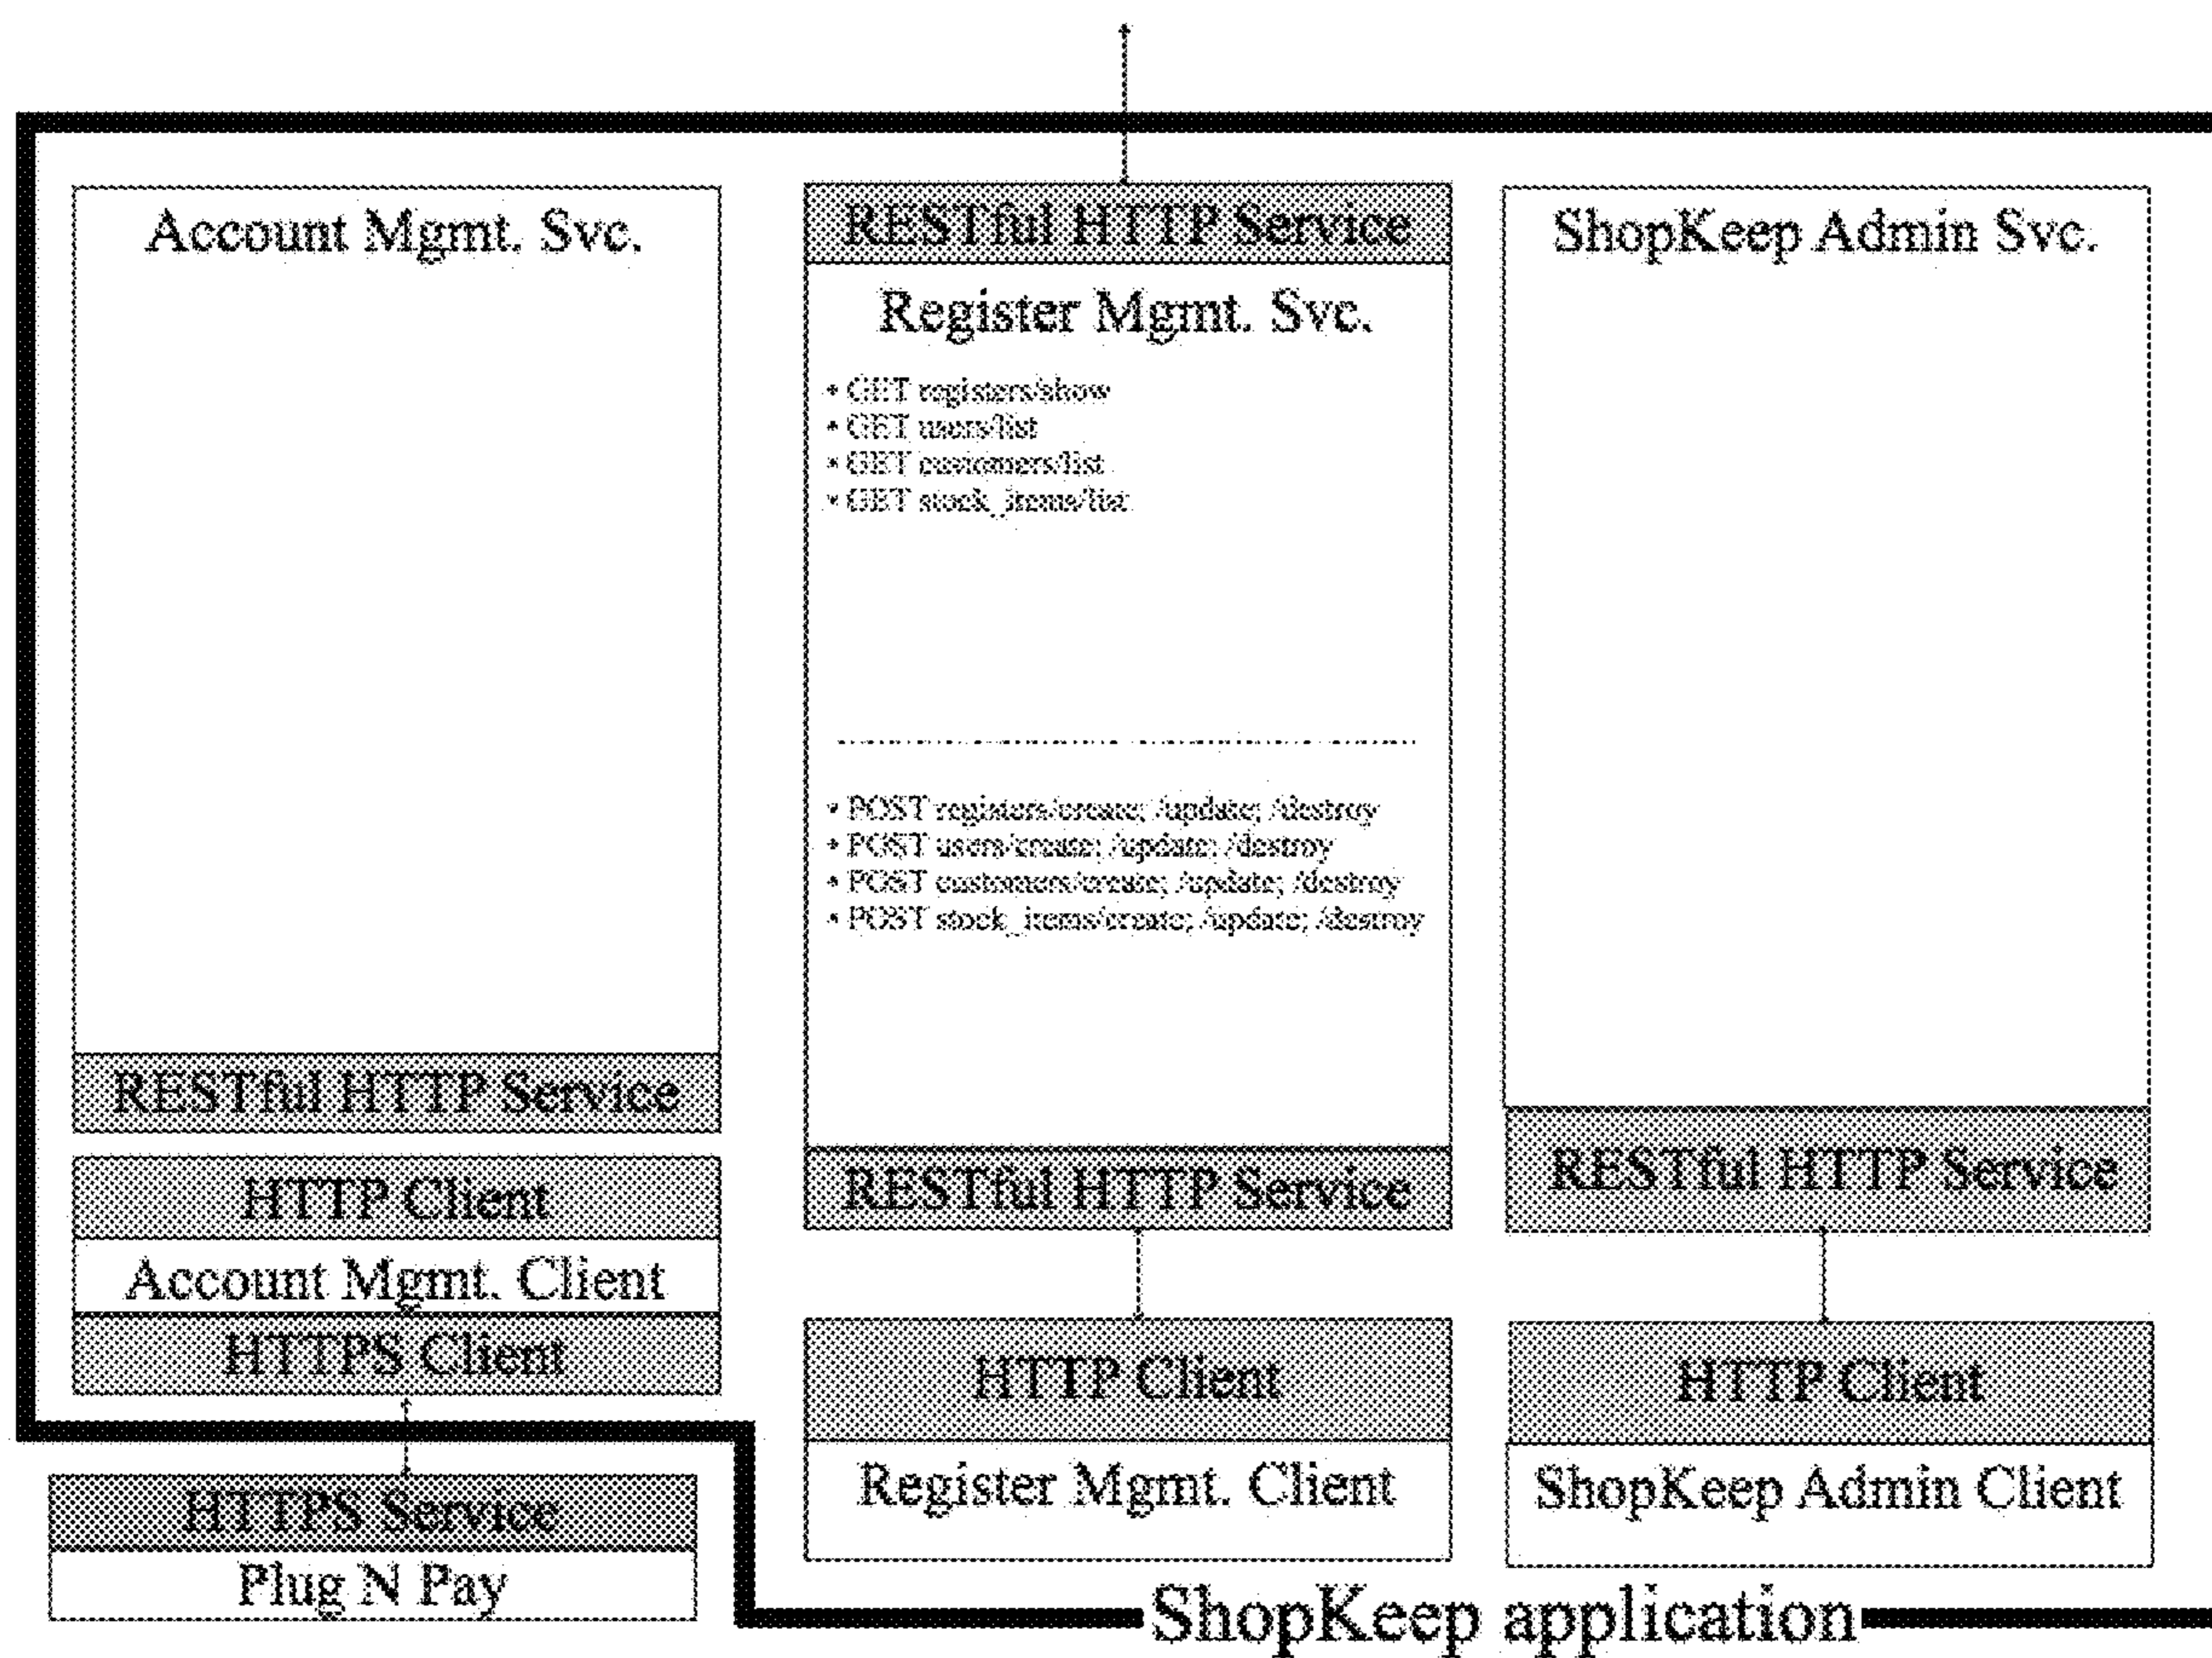 Account Mgmt. Svc.
RESTful HTTP Service
HTTP Client
Account Mgmt. Client
HTTPS Client
HTTPS Service
Plug N Pay
RESTful HTTP Service
Register Mgmt. Svc.
• GET registers/show
• GET users/list
• GET customers/list
• GET stock_items/list
• POST registers/create; /update; /destroy
• POST users/create; /update; /destroy
• POST customers/create; /update; /destroy
• POST stock_items/create; /update; /destroy
RESTful HTTP Service
HTTP Client
Register Mgmt. Client
ShopKeep Admin Svc.
RESTful HTTP Service
HTTP Client
ShopKeep Admin Client
ShopKeep application